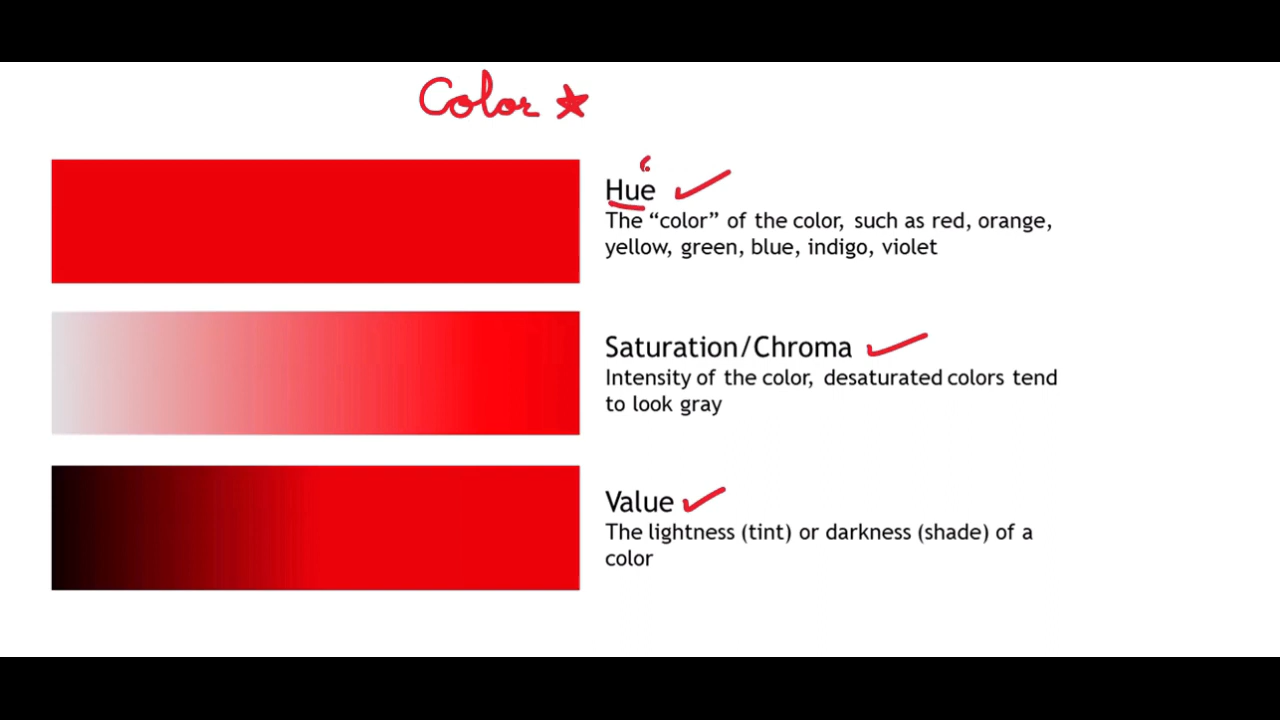 Color
Hue
The “color” of the color, such as red, orange,
yellow, green, blue, indigo, violet
Saturation/Chroma
Intensity of the color, desaturated colors tend
to look gray
Value
The lightness (tint) or darkness (shade) of a
color